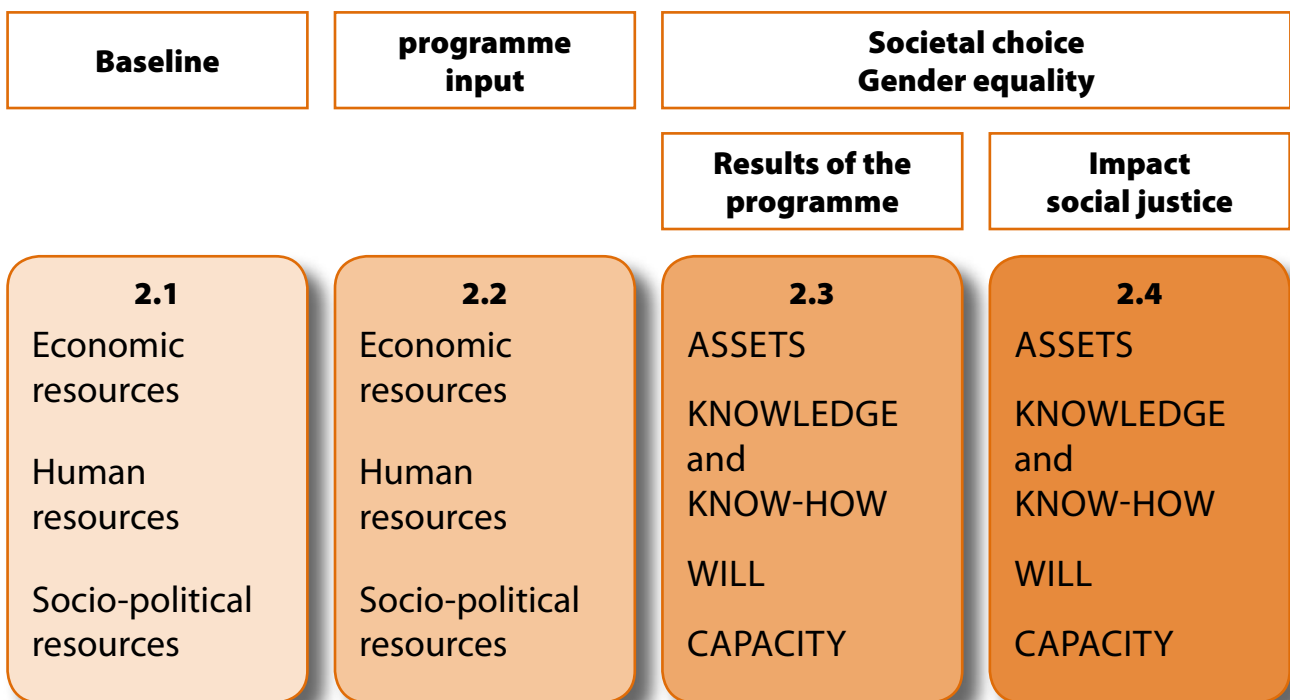 Baseline
programme
input
Societal choice
Gender equality
Results of the
programme
Impact
social justice
2.1
Economic
resources
Human
resources
Socio-political
resources
2.2
Economic
resources
Human
resources
Socio-political
resources
2.3
ASSETS
KNOWLEDGE
and
KNOW-HOW
WILL
CAPACITY
2.4
ASSETS
KNOWLEDGE
and
KNOW-HOW
WILL
CAPACITY